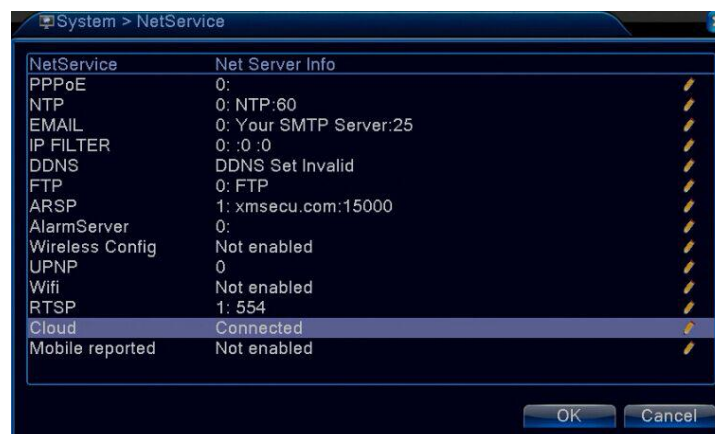 System > NetService
NetService Net Server Info
PPPoE 0:
NTP 0: NTP:60
EMAIL 0: Your SMTP Server:25
IP FILTER 0: :0 :0
DDNS DDNS Set Invalid
FTP 0: FTP
ARSP 1: xmsecu.com:15000
AlarmServer 0:
Wireless Config Not enabled
UPNP 0
Wifi Not enabled
RTSP 1: 554
Cloud Connected
Mobile reported Not enabled
OK Cancel